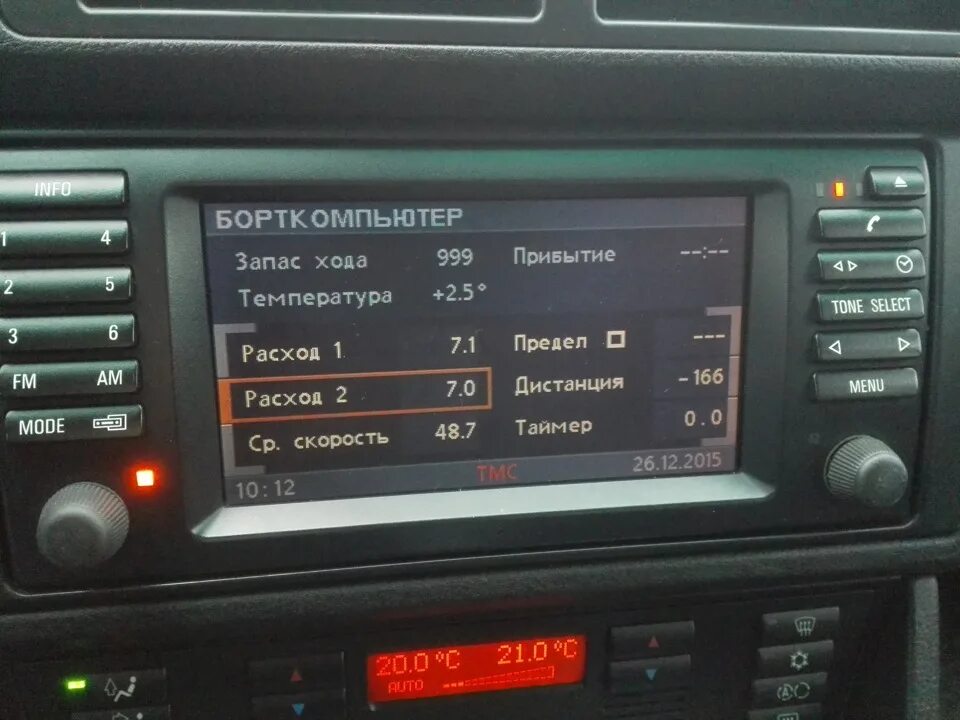 INFO
1 4
2 5
3 6
FM AM
MODE
БОРТКОМПЬЮТЕР
Запас хода 999 Привытие --:--
Температура +2.5°
Расход 1 7.1 Предел ---
Расход 2 7.0 Дистанция -166
Ср. скорость 48.7 Таймер 0.0
10:12 TMC 26.12.2015
TONE SELECT
MENU
20.0°C 21.0°C
AUTO